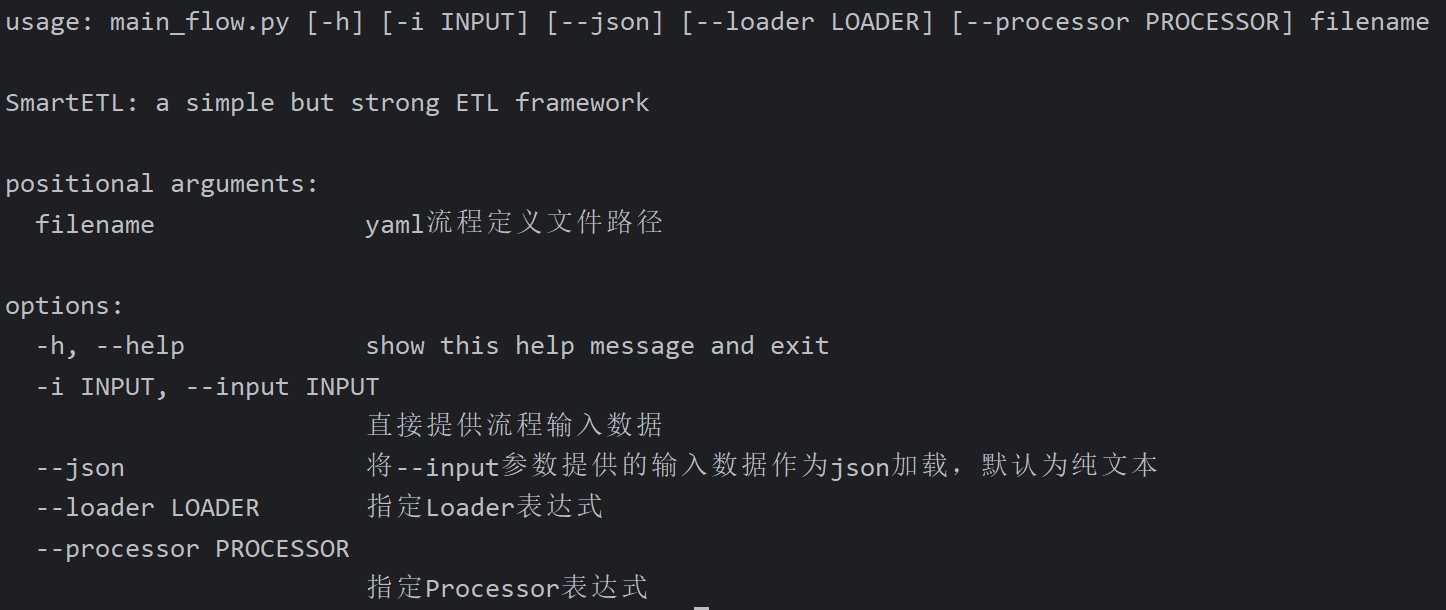 usage: main_flow.py [-h] [-i INPUT] [--json] [--loader LOADER] [--processor PROCESSOR] filename
SmartETL: a simple but strong ETL framework
positional arguments:
filename yaml流程定义文件路径
options:
-h, --help show this help message and exit
-i INPUT, --input INPUT
直接提供流程输入数据
--json 将--input参数提供的输入数据作为json加载，默认为纯文本
--loader LOADER 指定Loader表达式
--processor PROCESSOR
指定Processor表达式